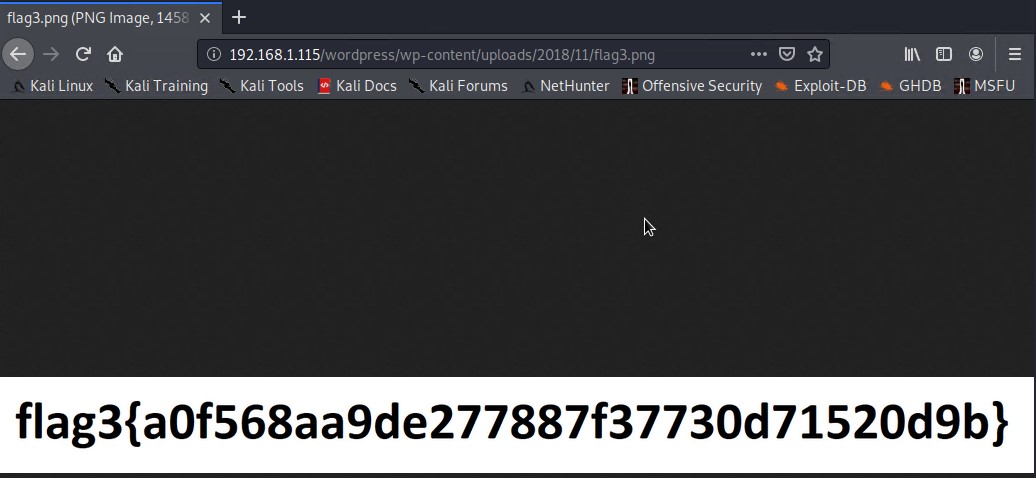 flag3.png (PNG Image, 1458
192.168.1.115/wordpress/wp-content/uploads/2018/11/flag3.png
Kali Linux Kali Training Kali Tools Kali Docs Kali Forums NetHunter Offensive Security Exploit-DB GHDB MSFU
flag3{a0f568aa9de277887f37730d71520d9b}